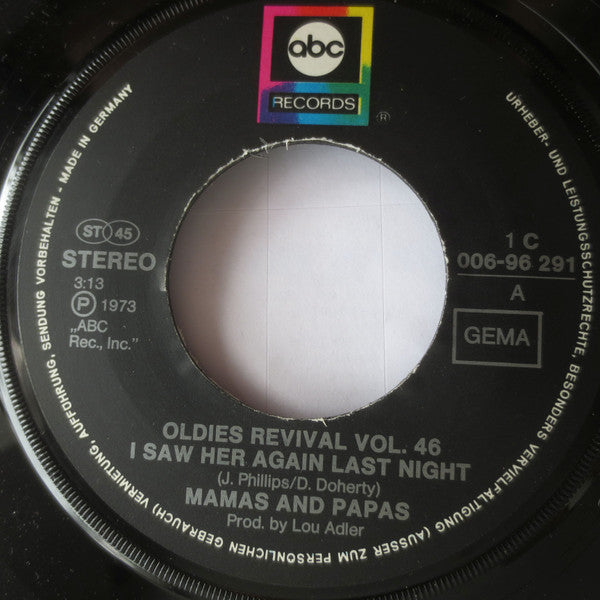 abc
RECORDS
®
URHEBER- UND LEISTUNGSSCHUTZRECHTE, BESONDERS VERVIELFÄLTIGUNG (AUSSER ZUM PERSÖNLICHEN GEBRAUCH) VERMIETUNG, AUFFÜHRUNG, SENDUNG VORBEHALTEN - MADE IN GERMANY
ST 45
STEREO
3:13
Ⓟ 1973
„ABC
Rec., Inc."
1 C
006-96 291
A
GEMA
OLDIES REVIVAL VOL. 46
I SAW HER AGAIN LAST NIGHT
(J. Phillips/D. Doherty)
MAMAS AND PAPAS
Prod. by Lou Adler